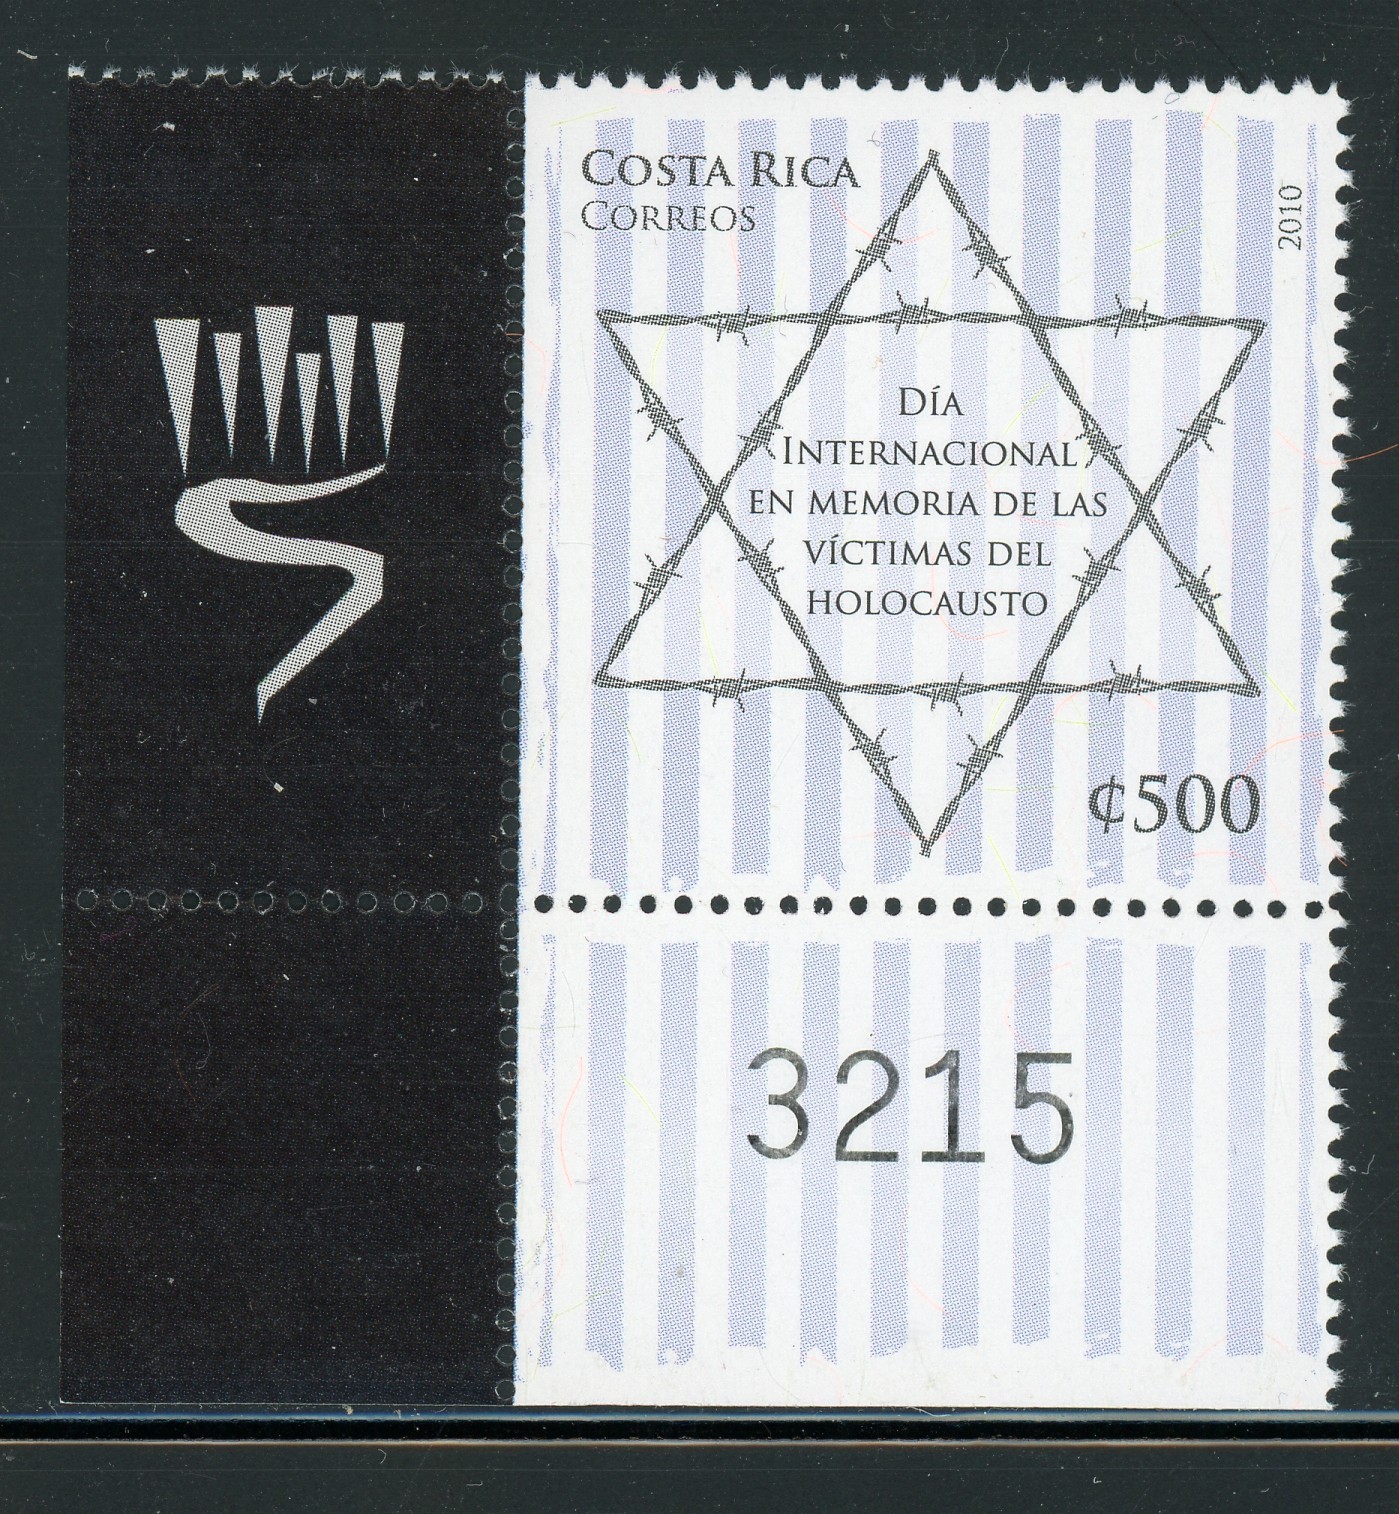 COSTA RICA
CORREOS
2010
DÍA
INTERNACIONAL
EN MEMORIA DE LAS
VÍCTIMAS DEL
HOLOCAUSTO
₡500
3215